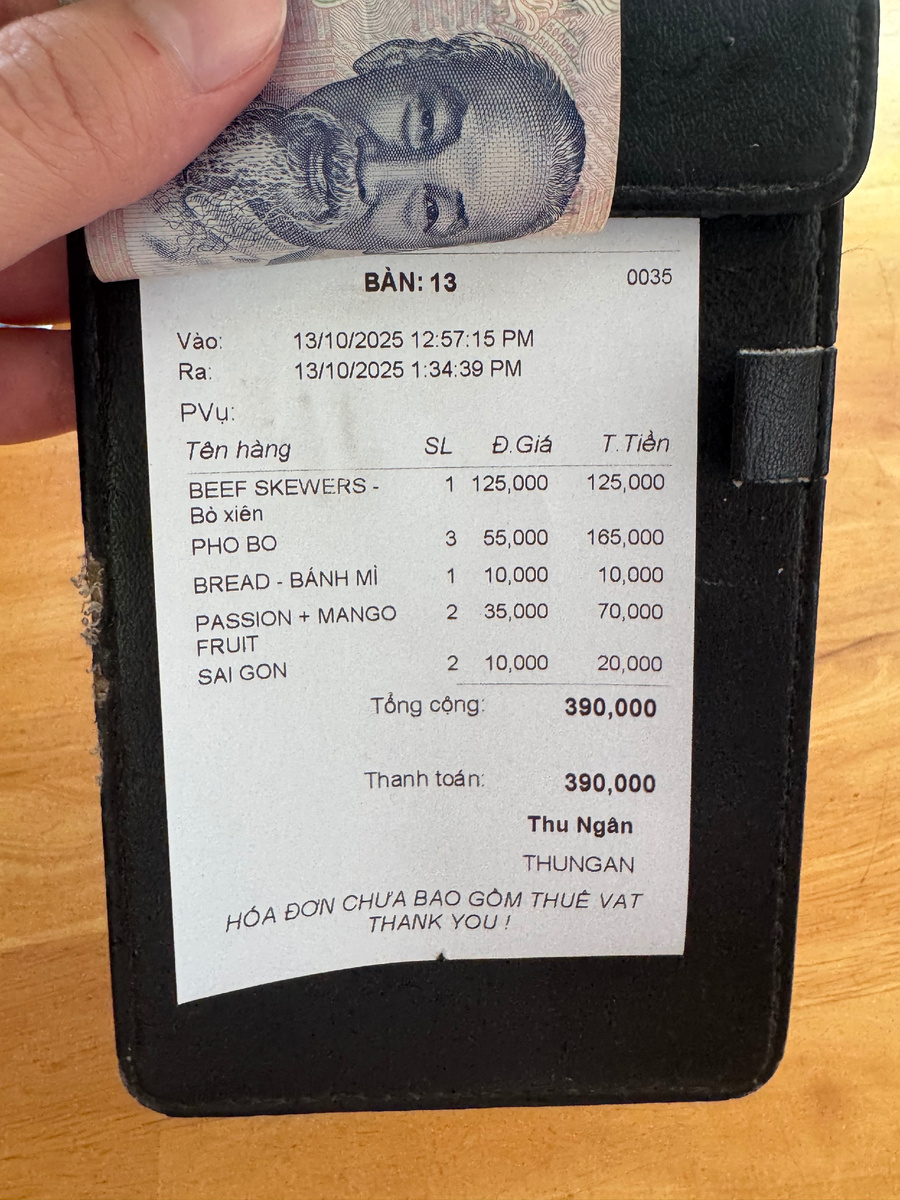 BÀN: 13 0035
Vào: 13/10/2025 12:57:15 PM
Ra: 13/10/2025 1:34:39 PM
PVụ:
Tên hàng SL Đ.Giá T.Tiền
BEEF SKEWERS - 1 125,000 125,000
Bò xiên
PHO BO 3 55,000 165,000
BREAD - BÁNH MÌ 1 10,000 10,000
PASSION + MANGO 2 35,000 70,000
FRUIT
SAI GON 2 10,000 20,000
Tổng cộng: 390,000
Thanh toán: 390,000
Thu Ngân
THUNGAN
HÓA ĐƠN CHƯA BAO GỒM THUẾ VAT
THANK YOU !